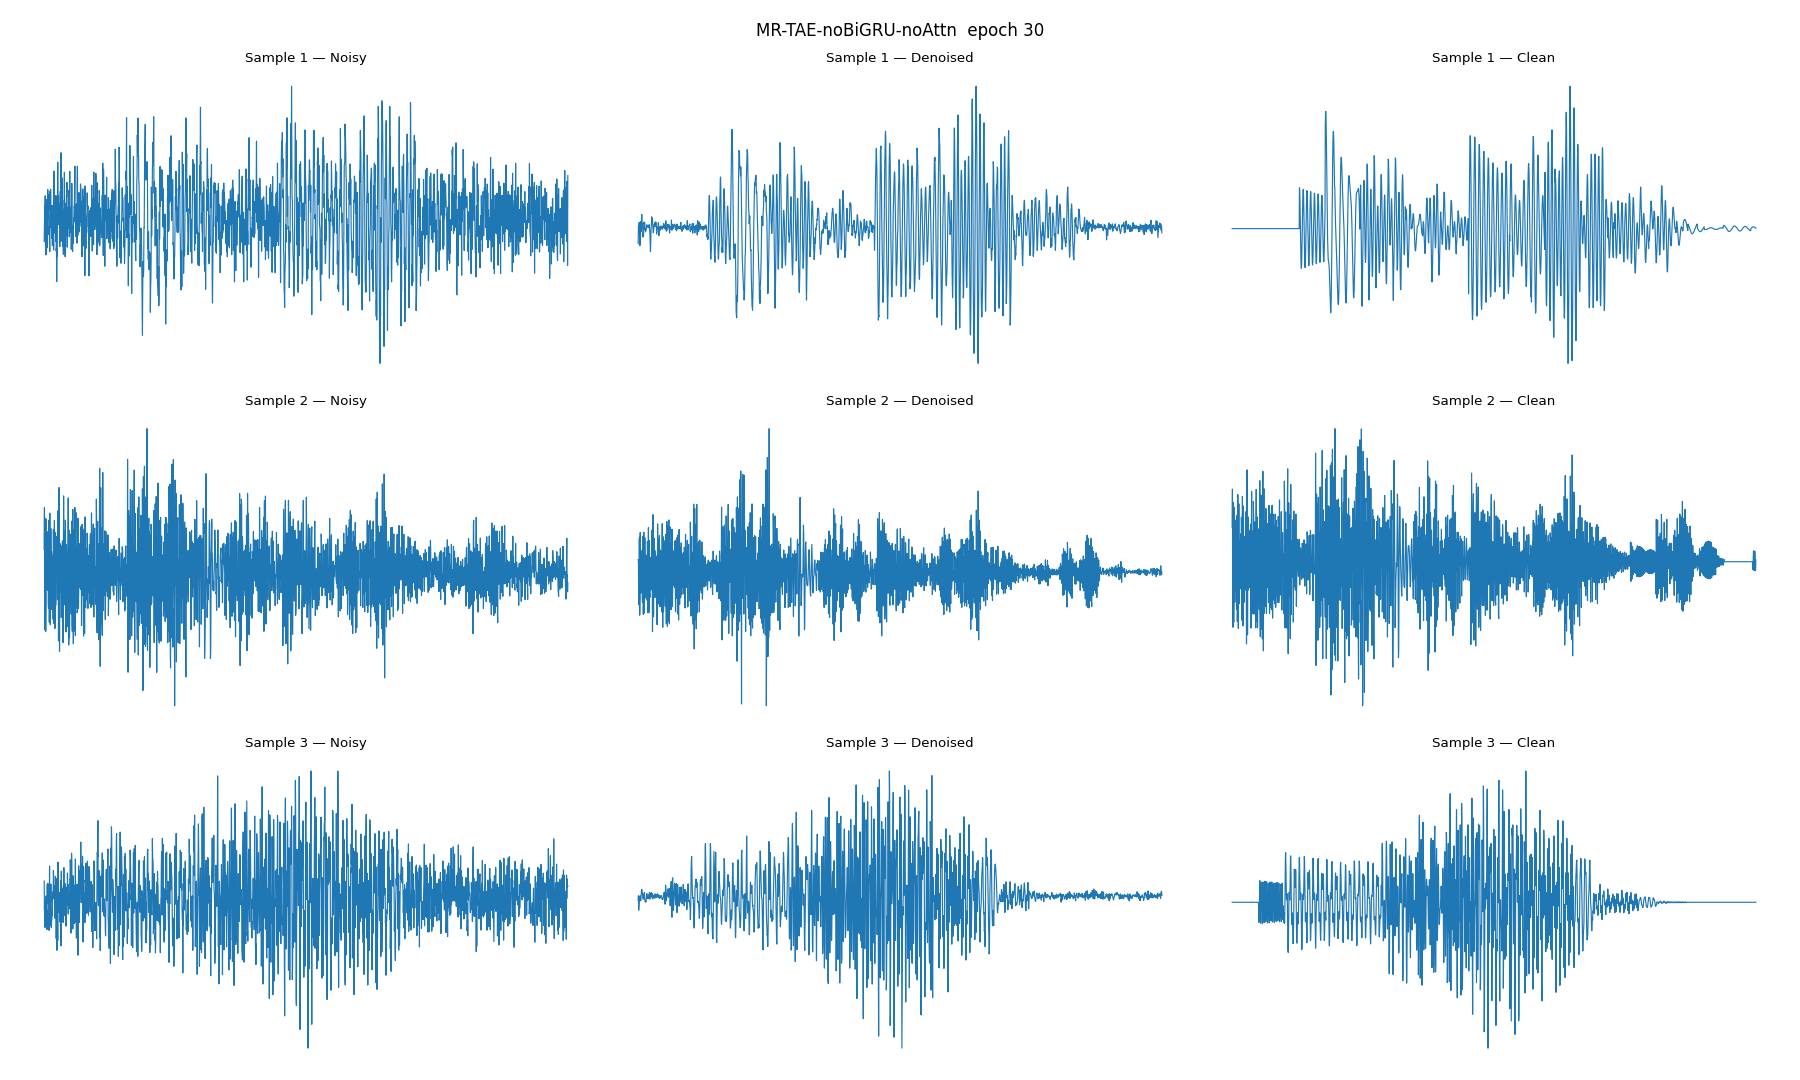 MR-TAE-noBiGRU-noAttn  epoch 30
Sample 1 — Noisy
Sample 1 — Denoised
Sample 1 — Clean
Sample 2 — Noisy
Sample 2 — Denoised
Sample 2 — Clean
Sample 3 — Noisy
Sample 3 — Denoised
Sample 3 — Clean